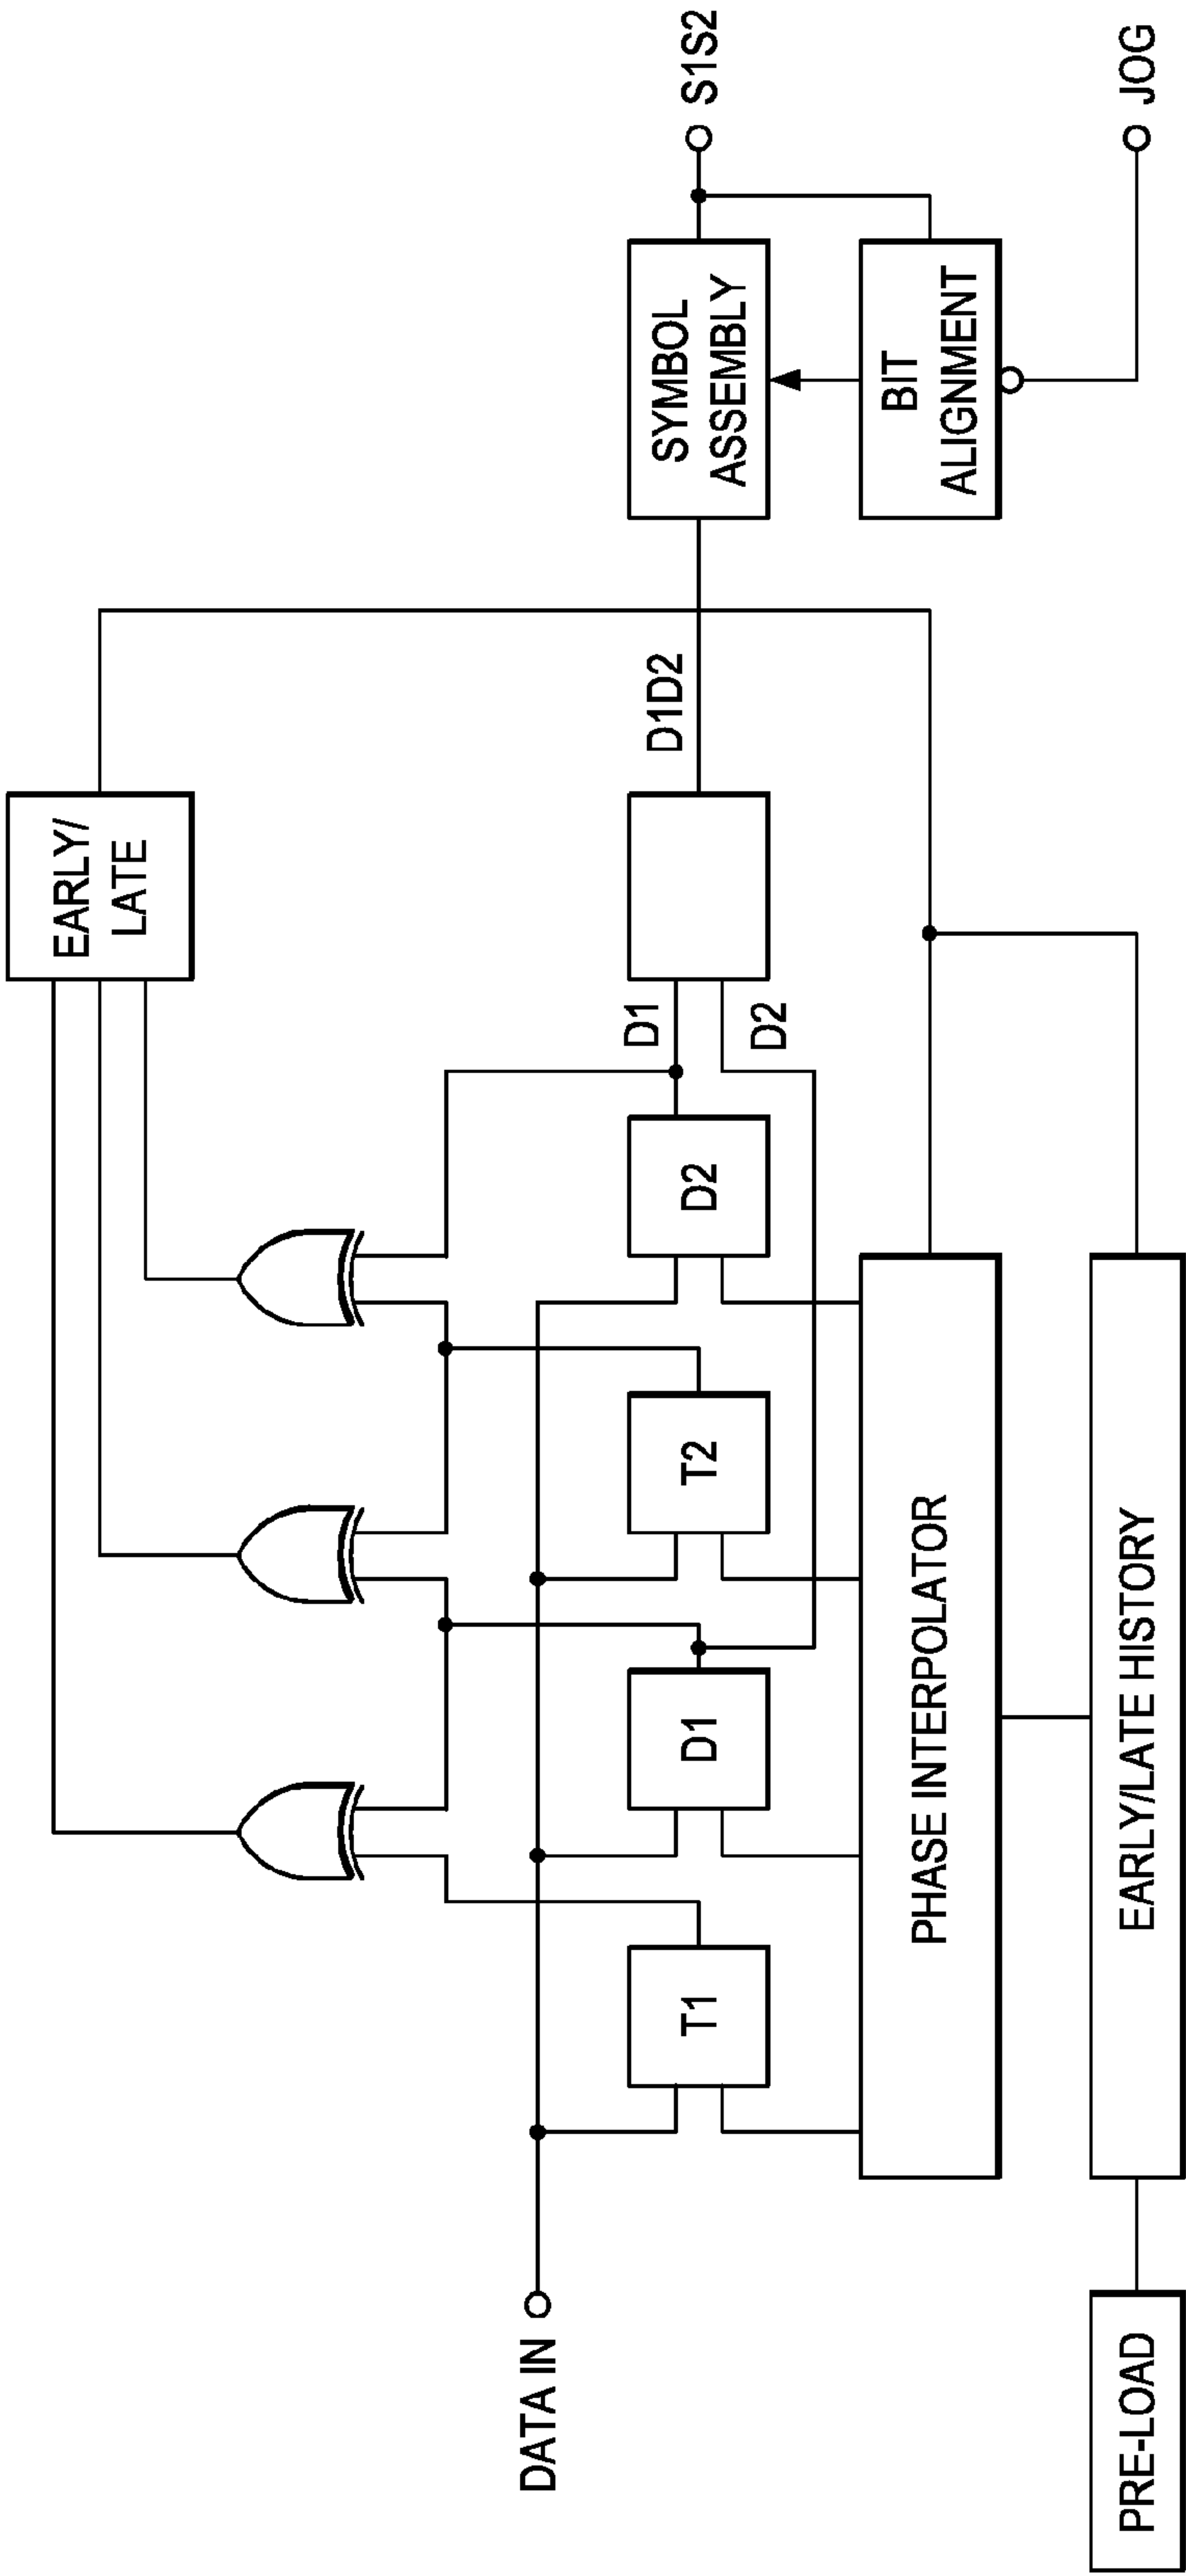 EARLY/
LATE
DATA IN
T1
D1
T2
D2
D1
D2
D1D2
SYMBOL
ASSEMBLY
S1S2
PHASE INTERPOLATOR
BIT
ALIGNMENT
PRE-LOAD
EARLY/LATE HISTORY
JOG